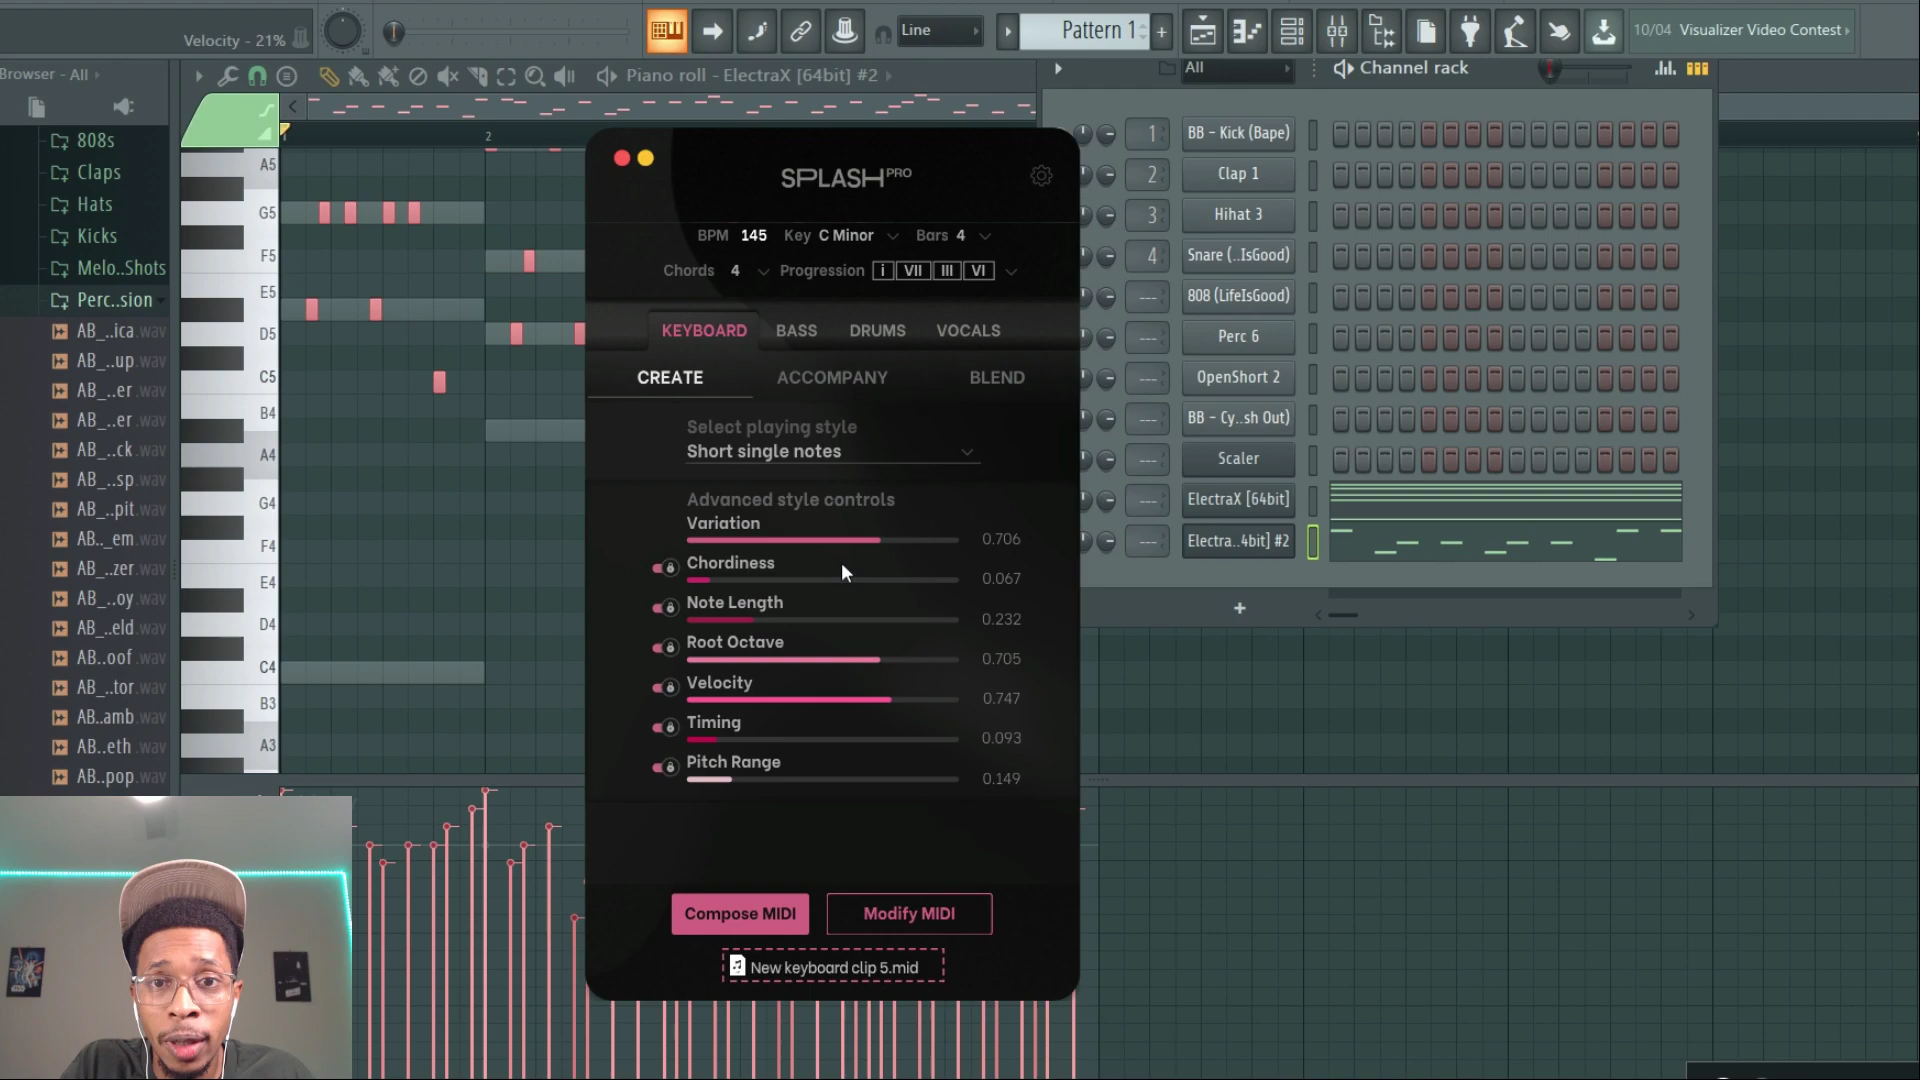 Velocity - 21%
Line
Pattern 1
+
10/04 Visualizer Video Contest
Browser - All
Piano roll - ElectraX [64bit] #2
All
Channel rack
808s
Claps
Hats
Kicks
Melo..Shots
Perc..sion
AB_..ica.wav
AB_..up.wav
AB_..er.wav
AB_..er.wav
AB_..ck.wav
AB_..sp.wav
AB_..pit.wav
AB_.._em.wav
AB_..zer.wav
AB_..oy.wav
AB_..eld.wav
AB..oof.wav
AB_..tor.wav
AB..amb.wav
AB..eth.wav
AB..pop.wav
2
A5
G5
F5
E5
D5
C5
B4
A4
G4
F4
E4
D4
C4
B3
A3
SPLASH PRO
BPM 145 Key C Minor Bars 4
Chords 4 Progression i VII III VI
KEYBOARD BASS DRUMS VOCALS
CREATE ACCOMPANY BLEND
Select playing style
Short single notes
Advanced style controls
Variation 0.706
Chordiness 0.067
Note Length 0.232
Root Octave 0.705
Velocity 0.747
Timing 0.093
Pitch Range 0.149
Compose MIDI Modify MIDI
New keyboard clip 5.mid
1 BB - Kick (Bape)
2 Clap 1
3 Hihat 3
4 Snare (..IsGood)
--- 808 (LifeIsGood)
--- Perc 6
--- OpenShort 2
--- BB - Cy..sh Out)
--- Scaler
--- ElectraX [64bit]
--- Electra..4bit] #2
+